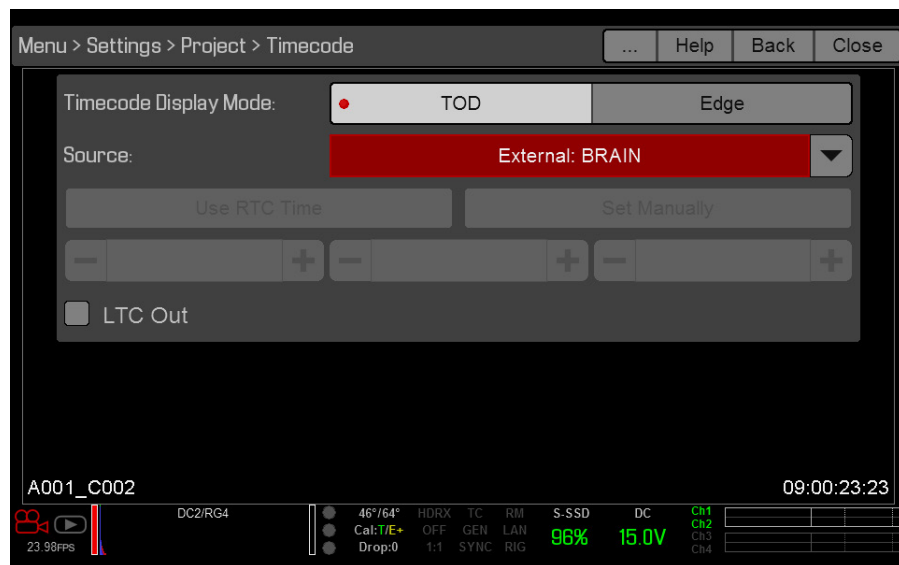 Menu > Settings > Project > Timecode ... Help Back Close
Timecode Display Mode: TOD Edge
Source: External: BRAIN
Use RTC Time Set Manually
LTC Out
A001_C002 09:00:23:23
DC2/RG4 46°/64° HDRX TC RM S-SSD DC Ch1
Ch2
Cal:T/E+ OFF GEN LAN 96% 15.0V Ch3
23.98FPS Drop:0 1:1 SYNC RIG Ch4